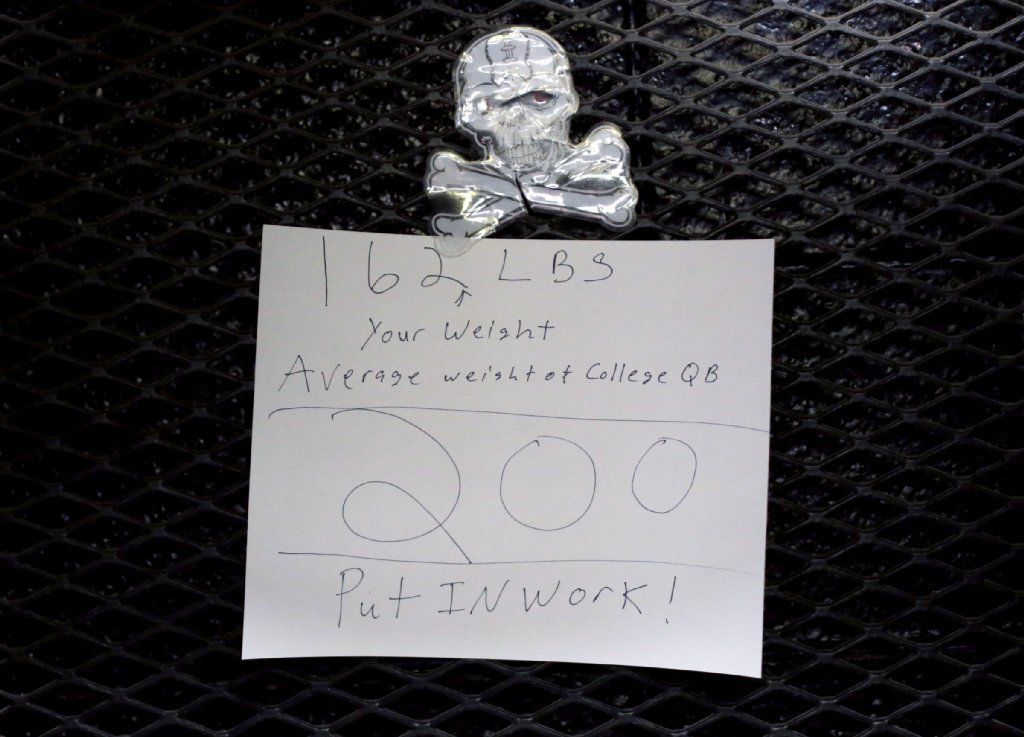 162 LBS
Your Weight
Average weight of College QB
200
Put IN Work!